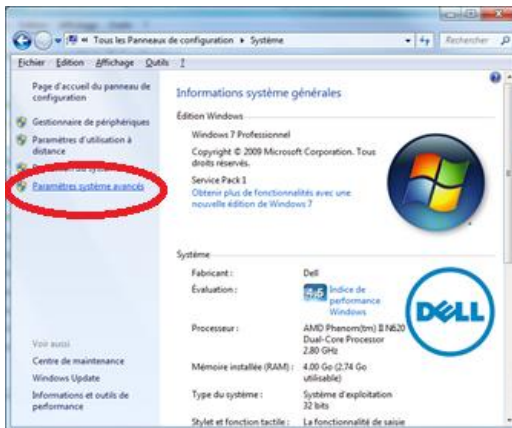 Tous les Panneaux de configuration ▸ Système
Rechercher
Fichier Edition Affichage Outils ?
Page d'accueil du panneau de
configuration
Gestionnaire de périphériques
Paramètres d'utilisation à
distance
Paramètres système avancés
Voir aussi
Centre de maintenance
Windows Update
Informations et outils de
performance
Informations système générales
Édition Windows
Windows 7 Professionnel
Copyright © 2009 Microsoft Corporation. Tous
droits réservés.
Service Pack 1
Obtenir plus de fonctionnalités avec une
nouvelle édition de Windows 7
Système
Fabricant : Dell
Évaluation : 4,6 Indice de
performance
Windows
Processeur : AMD Phenom(tm) II N620
Dual-Core Processor
2.80 GHz
Mémoire installée (RAM) : 4,00 Go (2,74 Go
utilisable)
Type du système : Système d'exploitation
32 bits
Stylet et fonction tactile : La fonctionnalité de saisie
DELL